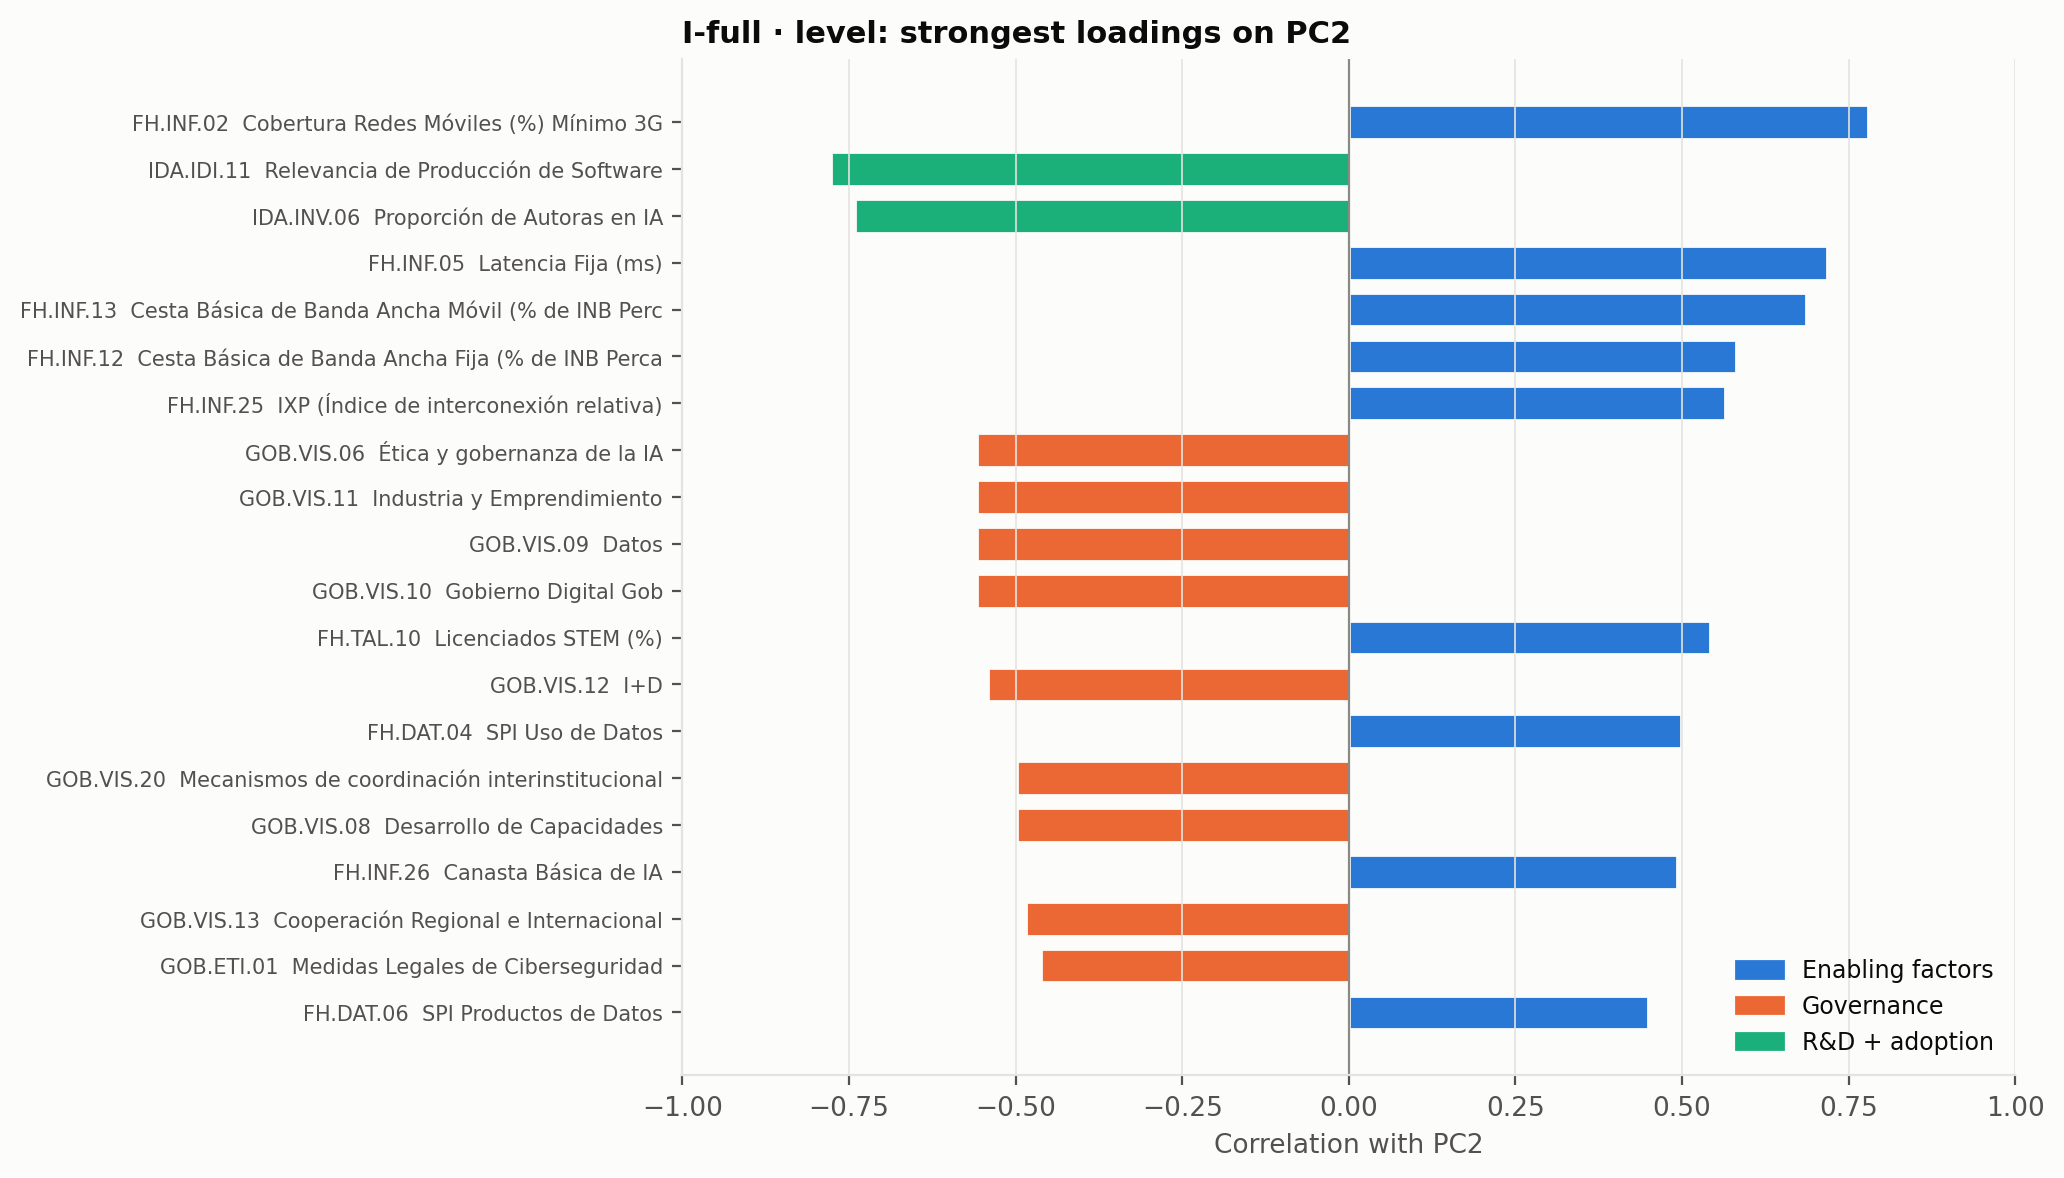 I-full · level: strongest loadings on PC2
FH.INF.02  Cobertura Redes Móviles (%) Mínimo 3G
IDA.IDI.11  Relevancia de Producción de Software
IDA.INV.06  Proporción de Autoras en IA
FH.INF.05  Latencia Fija (ms)
FH.INF.13  Cesta Básica de Banda Ancha Móvil (% de INB Perc
FH.INF.12  Cesta Básica de Banda Ancha Fija (% de INB Perca
FH.INF.25  IXP (Índice de interconexión relativa)
GOB.VIS.06  Ética y gobernanza de la IA
GOB.VIS.11  Industria y Emprendimiento
GOB.VIS.09  Datos
GOB.VIS.10  Gobierno Digital Gob
FH.TAL.10  Licenciados STEM (%)
GOB.VIS.12  I+D
FH.DAT.04  SPI Uso de Datos
GOB.VIS.20  Mecanismos de coordinación interinstitucional
GOB.VIS.08  Desarrollo de Capacidades
FH.INF.26  Canasta Básica de IA
GOB.VIS.13  Cooperación Regional e Internacional
GOB.ETI.01  Medidas Legales de Ciberseguridad
FH.DAT.06  SPI Productos de Datos
Enabling factors
Governance
R&D + adoption
−1.00 −0.75 −0.50 −0.25 0.00 0.25 0.50 0.75 1.00
Correlation with PC2